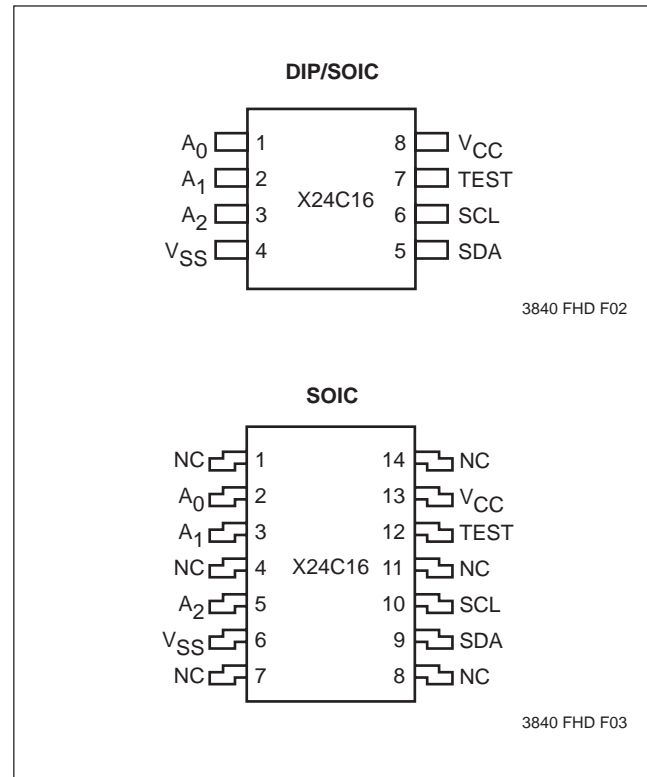 DIP/SOIC
A0 1 8 VCC
A1 2 7 TEST
X24C16
A2 3 6 SCL
VSS 4 5 SDA
3840 FHD F02
SOIC
NC 1 14 NC
A0 2 13 VCC
A1 3 12 TEST
NC 4 X24C16 11 NC
A2 5 10 SCL
VSS 6 9 SDA
NC 7 8 NC
3840 FHD F03